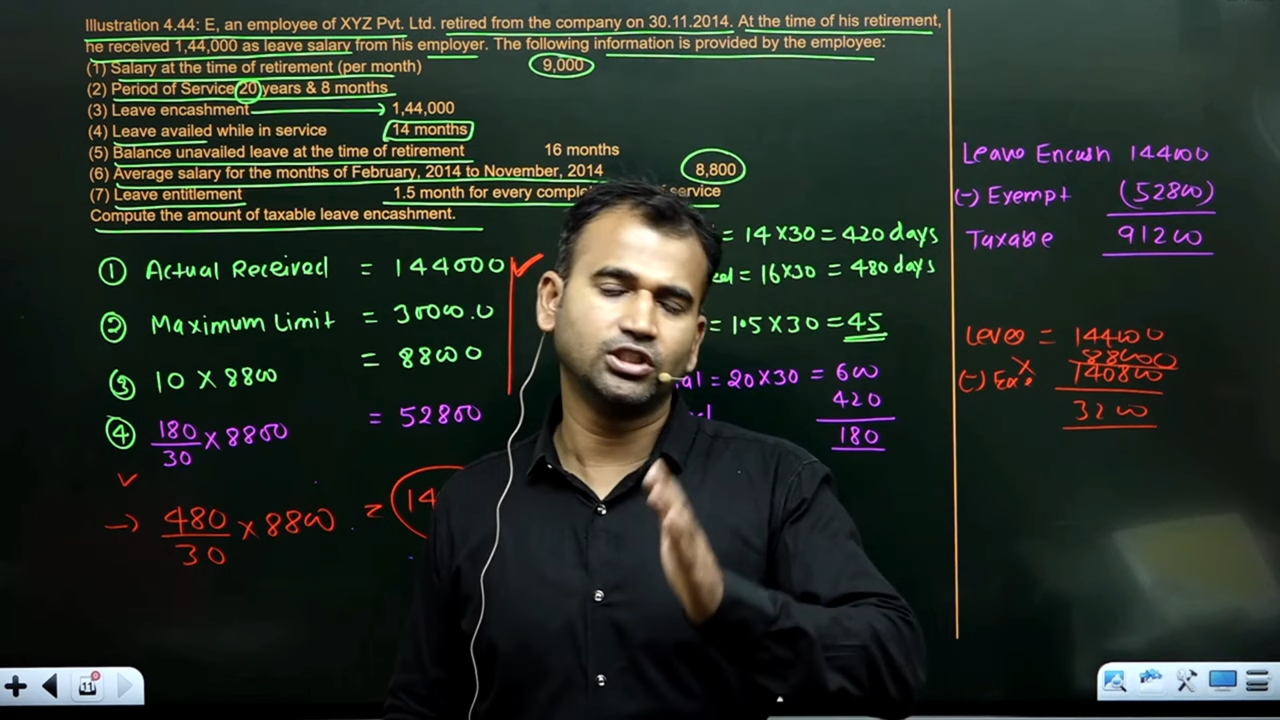 Illustration 4.44: E, an employee of XYZ Pvt. Ltd. retired from the company on 30.11.2014. At the time of his retirement,
he received 1,44,000 as leave salary from his employer. The following information is provided by the employee:
(1) Salary at the time of retirement (per month) 9,000
(2) Period of Service 20 years & 8 months
(3) Leave encashment 1,44,000
(4) Leave availed while in service 14 months
(5) Balance unavailed leave at the time of retirement 16 months
(6) Average salary for the months of February, 2014 to November, 2014 8,800
(7) Leave entitlement 1.5 month for every service
Compute the amount of taxable leave encashment.
① Actual Received = 144000
② Maximum Limit = 30000.0
③ 10 × 8800 = 88000
④ 180/30 × 8800 = 52800
→ 480/30 × 8800 =
= 14 × 30 = 420 days
= 16×30 = 480 days
= 1.5 × 30 = 45
= 20×30 = 600
420
180
Leave Encash 144000
(-) Exempt (52800)
Taxable 91200
= 144000
88000
(-) 140800
3200
11